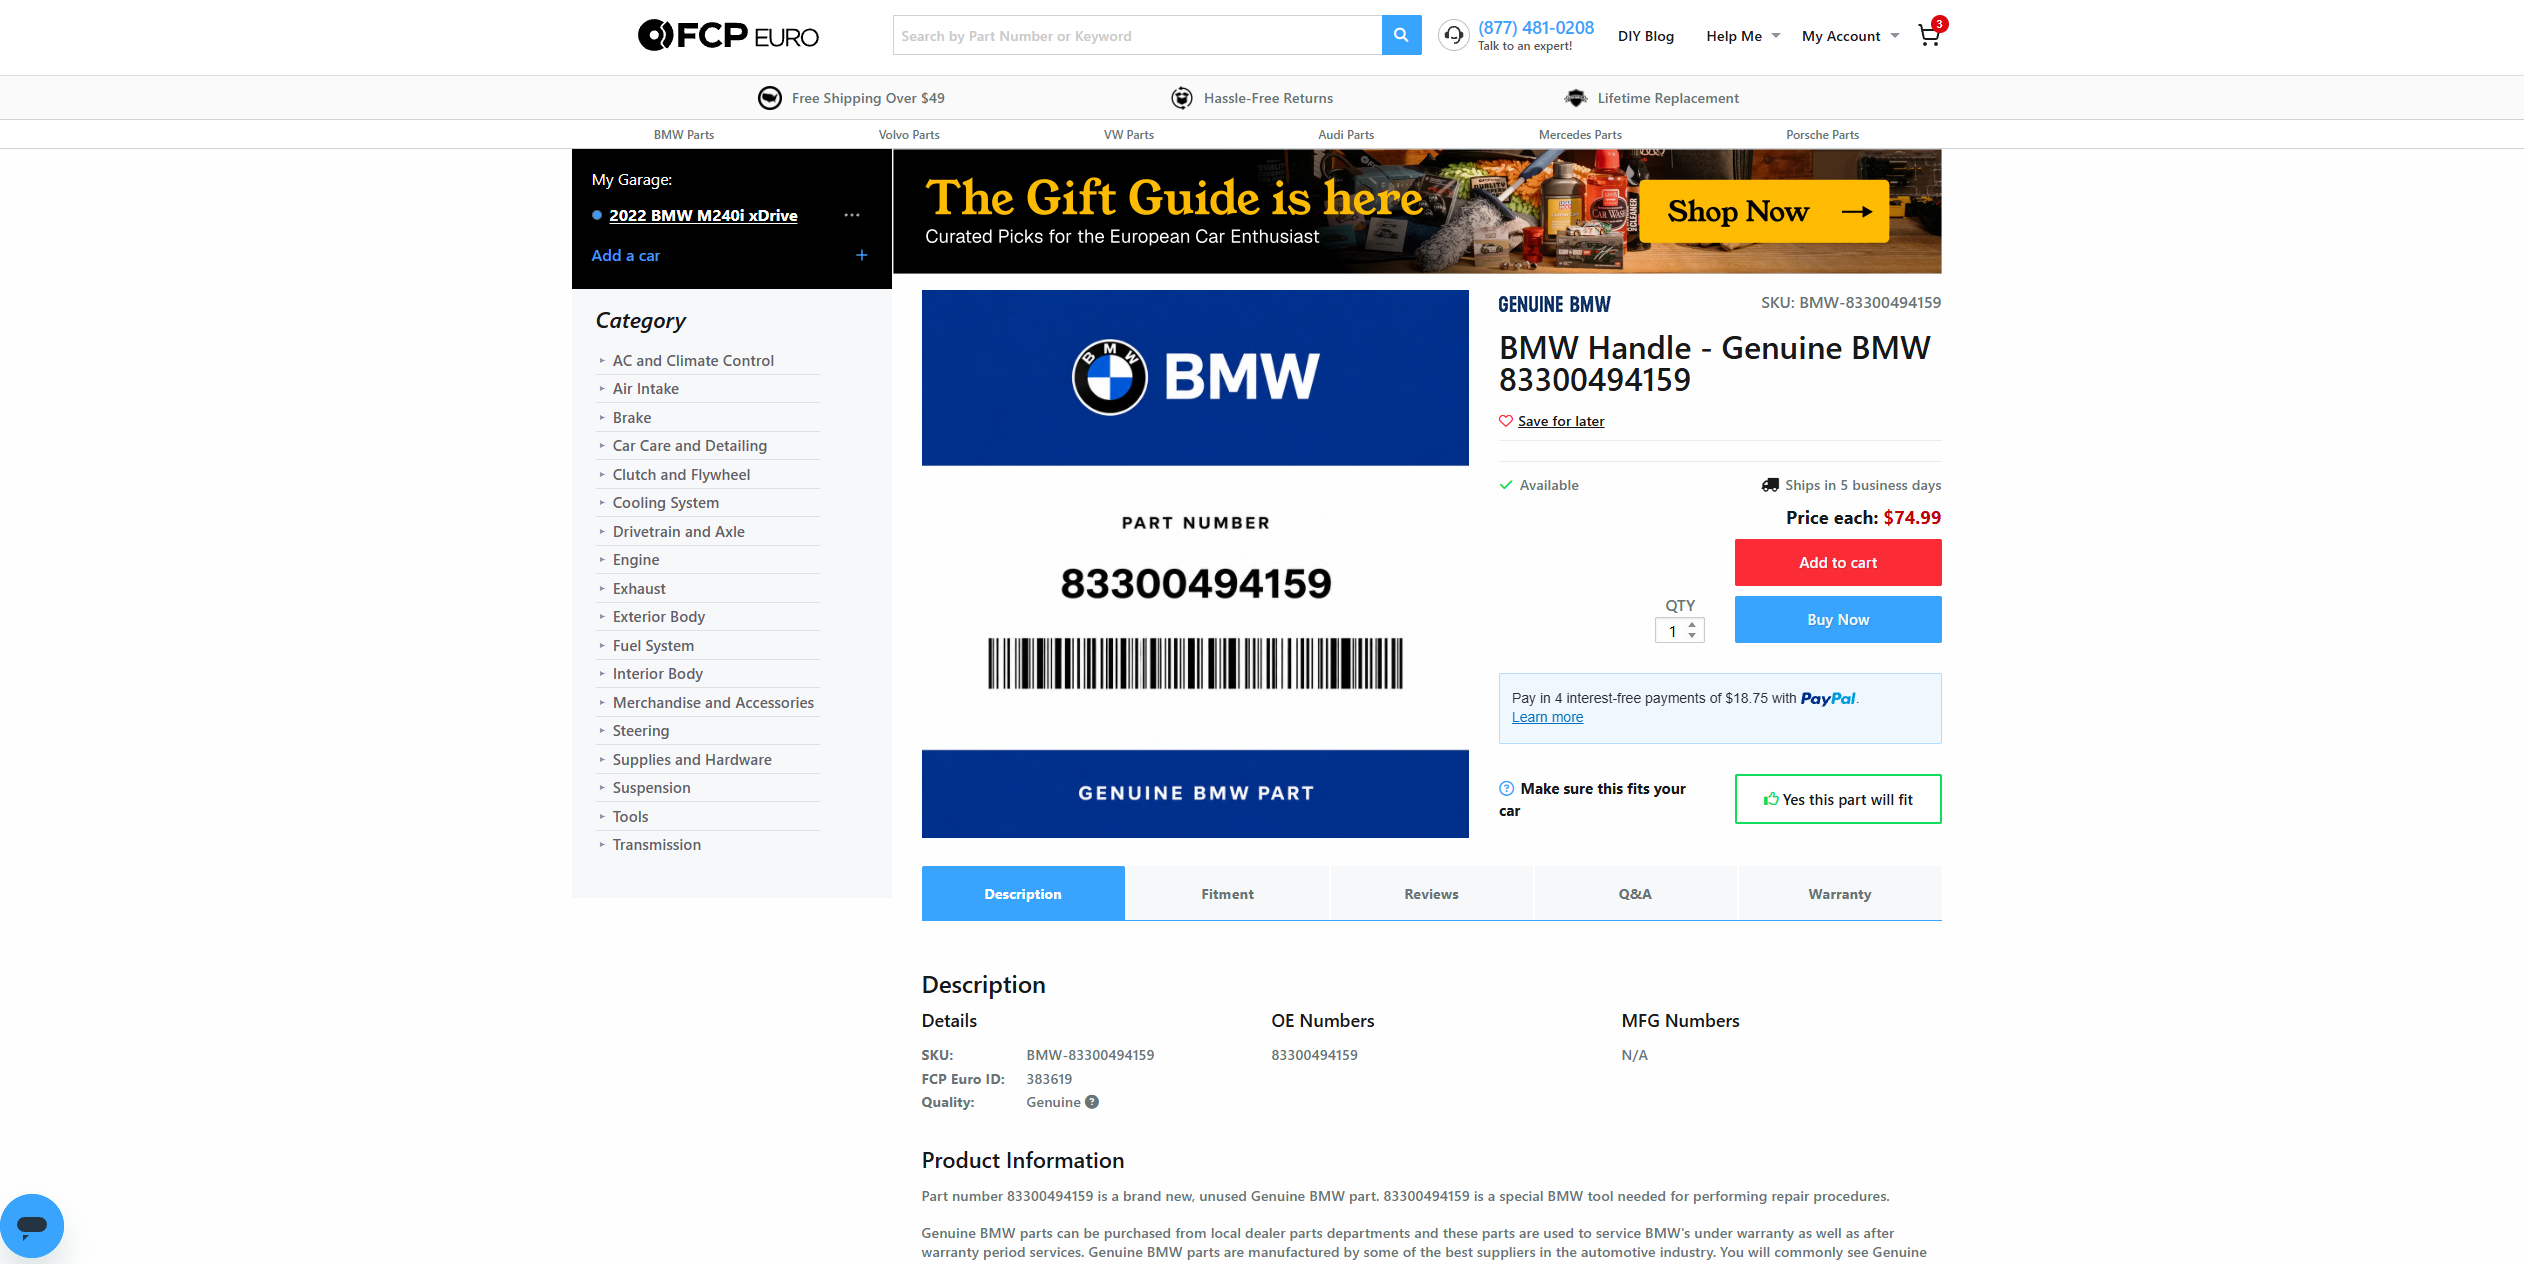 FCP EURO
Search by Part Number or Keyword
(877) 481-0208
Talk to an expert!
DIY Blog
Help Me
My Account
3
Free Shipping Over $49
Hassle-Free Returns
Lifetime Replacement
BMW Parts
Volvo Parts
VW Parts
Audi Parts
Mercedes Parts
Porsche Parts
My Garage:
2022 BMW M240i xDrive
Add a car
+
The Gift Guide is here
Curated Picks for the European Car Enthusiast
Shop Now
Category
AC and Climate Control
Air Intake
Brake
Car Care and Detailing
Clutch and Flywheel
Cooling System
Drivetrain and Axle
Engine
Exhaust
Exterior Body
Fuel System
Interior Body
Merchandise and Accessories
Steering
Supplies and Hardware
Suspension
Tools
Transmission
BMW
BMW
PART NUMBER
83300494159
GENUINE BMW PART
GENUINE BMW
SKU: BMW-83300494159
BMW Handle - Genuine BMW
83300494159
Save for later
Available
Ships in 5 business days
Price each: $74.99
Add to cart
QTY
1
Buy Now
Pay in 4 interest-free payments of $18.75 with PayPal.
Learn more
Make sure this fits your
car
Yes this part will fit
Description
Fitment
Reviews
Q&A
Warranty
Description
Details
SKU: BMW-83300494159
FCP Euro ID: 383619
Quality: Genuine
OE Numbers
83300494159
MFG Numbers
N/A
Product Information
Part number 83300494159 is a brand new, unused Genuine BMW part. 83300494159 is a special BMW tool needed for performing repair procedures.
Genuine BMW parts can be purchased from local dealer parts departments and these parts are used to service BMW's under warranty as well as after
warranty period services. Genuine BMW parts are manufactured by some of the best suppliers in the automotive industry. You will commonly see Genuine